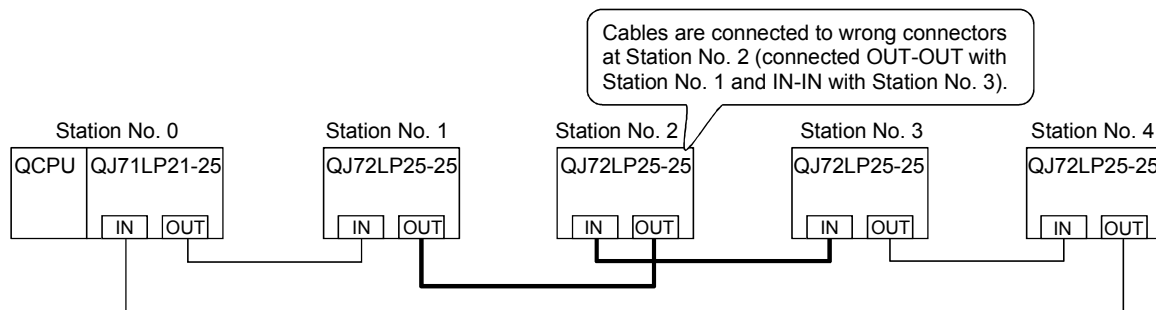 Cables are connected to wrong connectors
at Station No. 2 (connected OUT-OUT with
Station No. 1 and IN-IN with Station No. 3).
Station No. 0
Station No. 1
Station No. 2
Station No. 3
Station No. 4
QCPU
QJ71LP21-25
QJ72LP25-25
QJ72LP25-25
QJ72LP25-25
QJ72LP25-25
IN
OUT
IN
OUT
IN
OUT
IN
OUT
IN
OUT